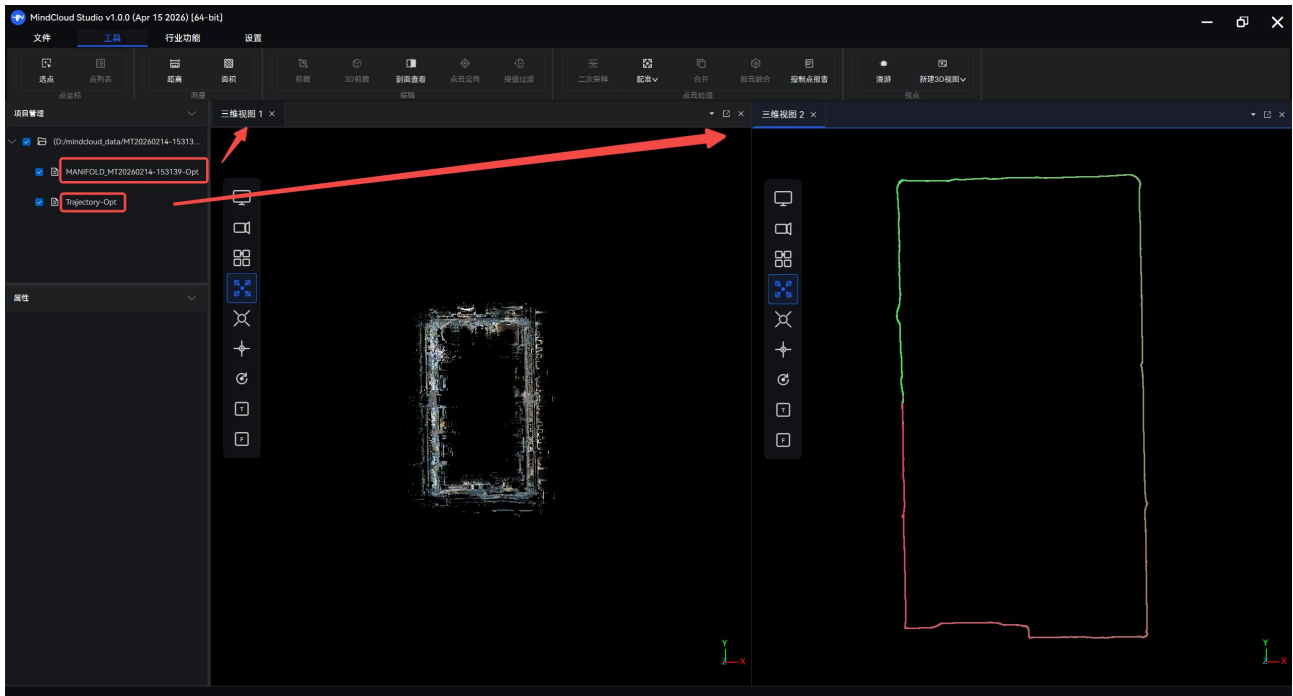 MindCloud Studio v1.0.0 (Apr 15 2026) [64-bit]
文件 工具 行业功能 设置
选点 点列表 距离 面积 剪裁 3D剪裁 剖面查看 点云定向 按值过滤 二次采样 配准 合并 图云融合 控制点报告 漫游 新建3D视图
点坐标 测量 编辑 点云处理 视点
项目管理
(D:/mindcloud_data/MT20260214-15313...
MANIFOLD_MT20260214-153139-Opt
Trajectory-Opt
属性
三维视图 1
T
F
Y
Z X
三维视图 2
T
F
Y
Z X